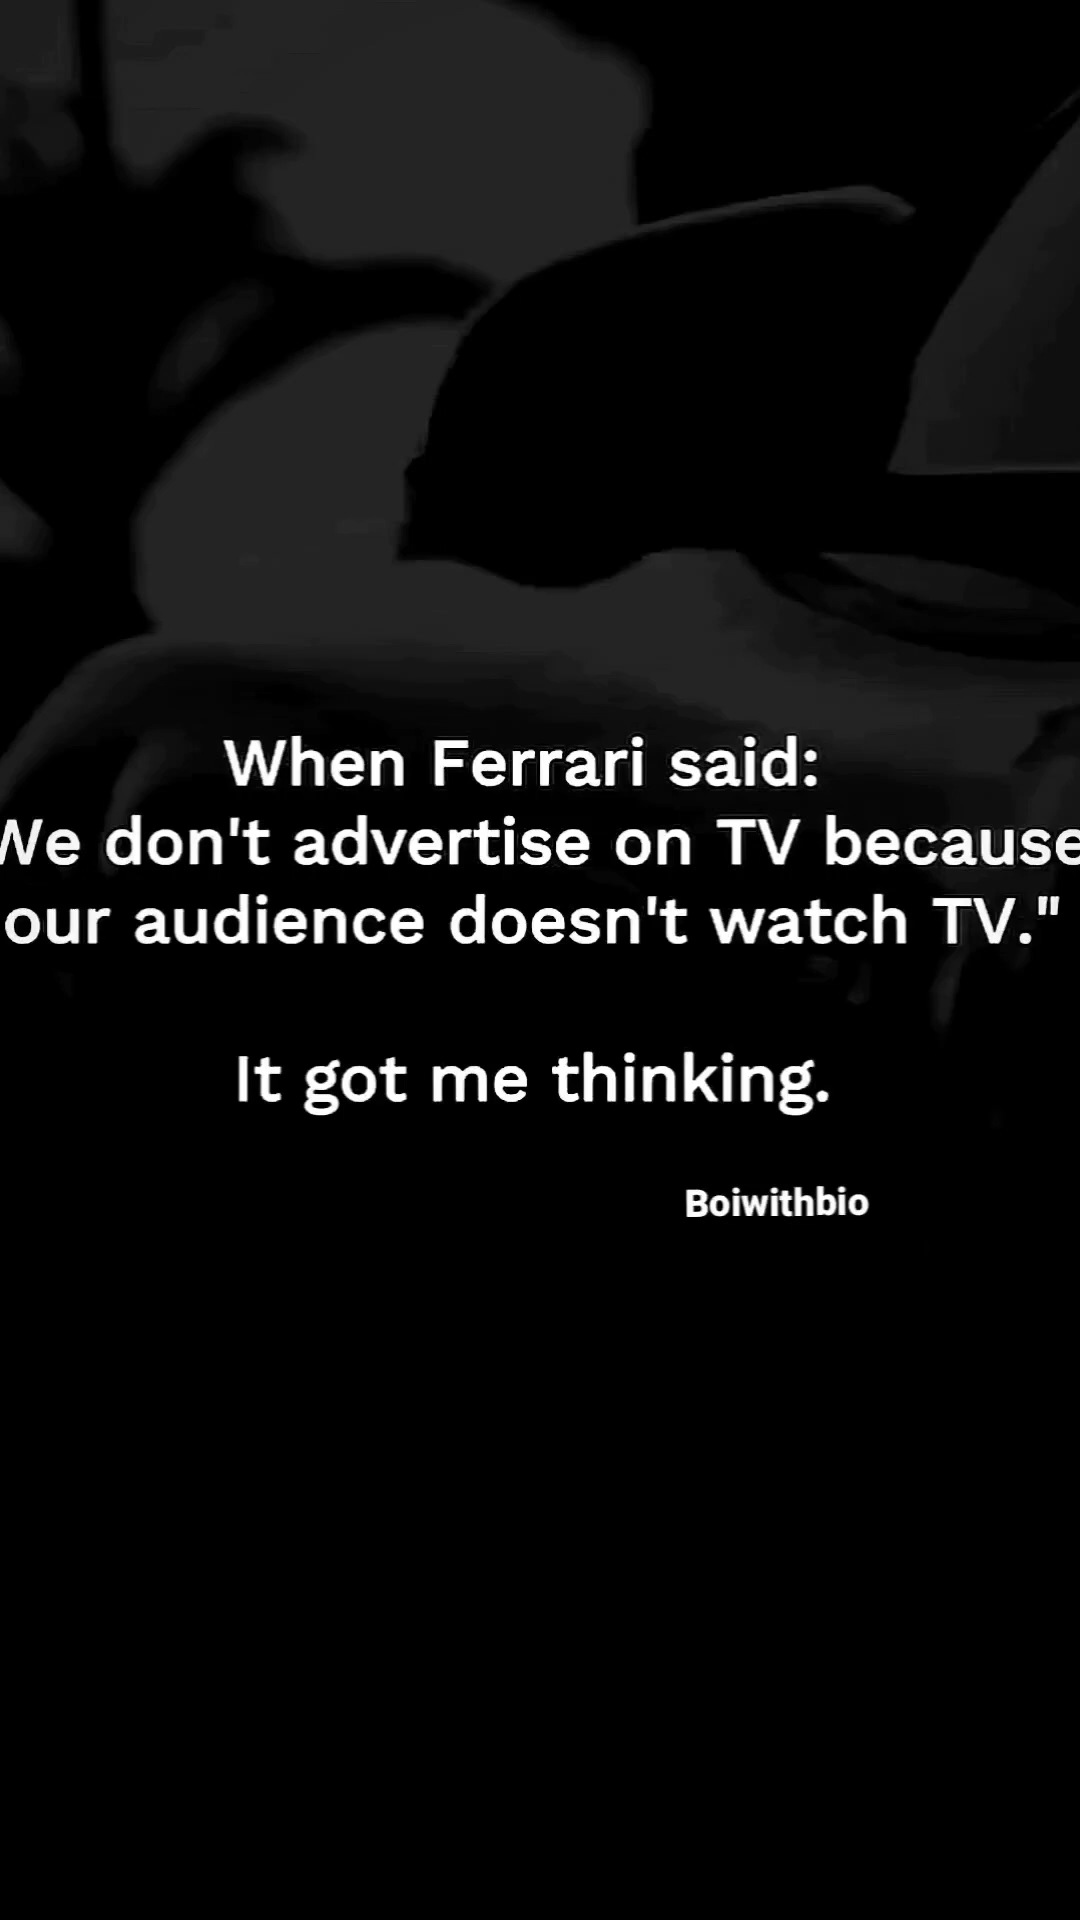 When Ferrari said:
We don't advertise on TV because
our audience doesn't watch TV."
It got me thinking.
Boiwithbio